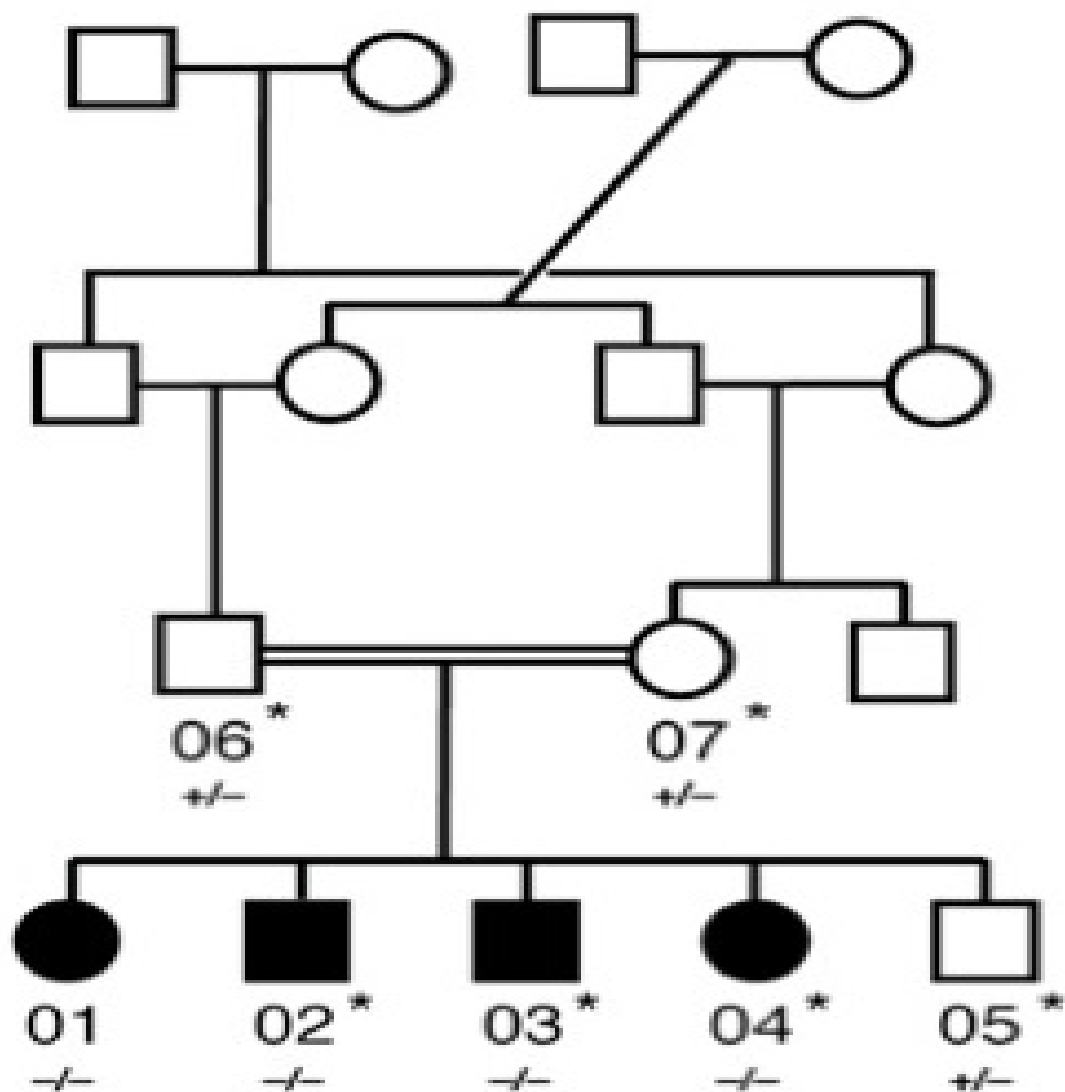 06* 07*
+/– +/–
01 02* 03* 04* 05*
–/– –/– –/– –/– +/–